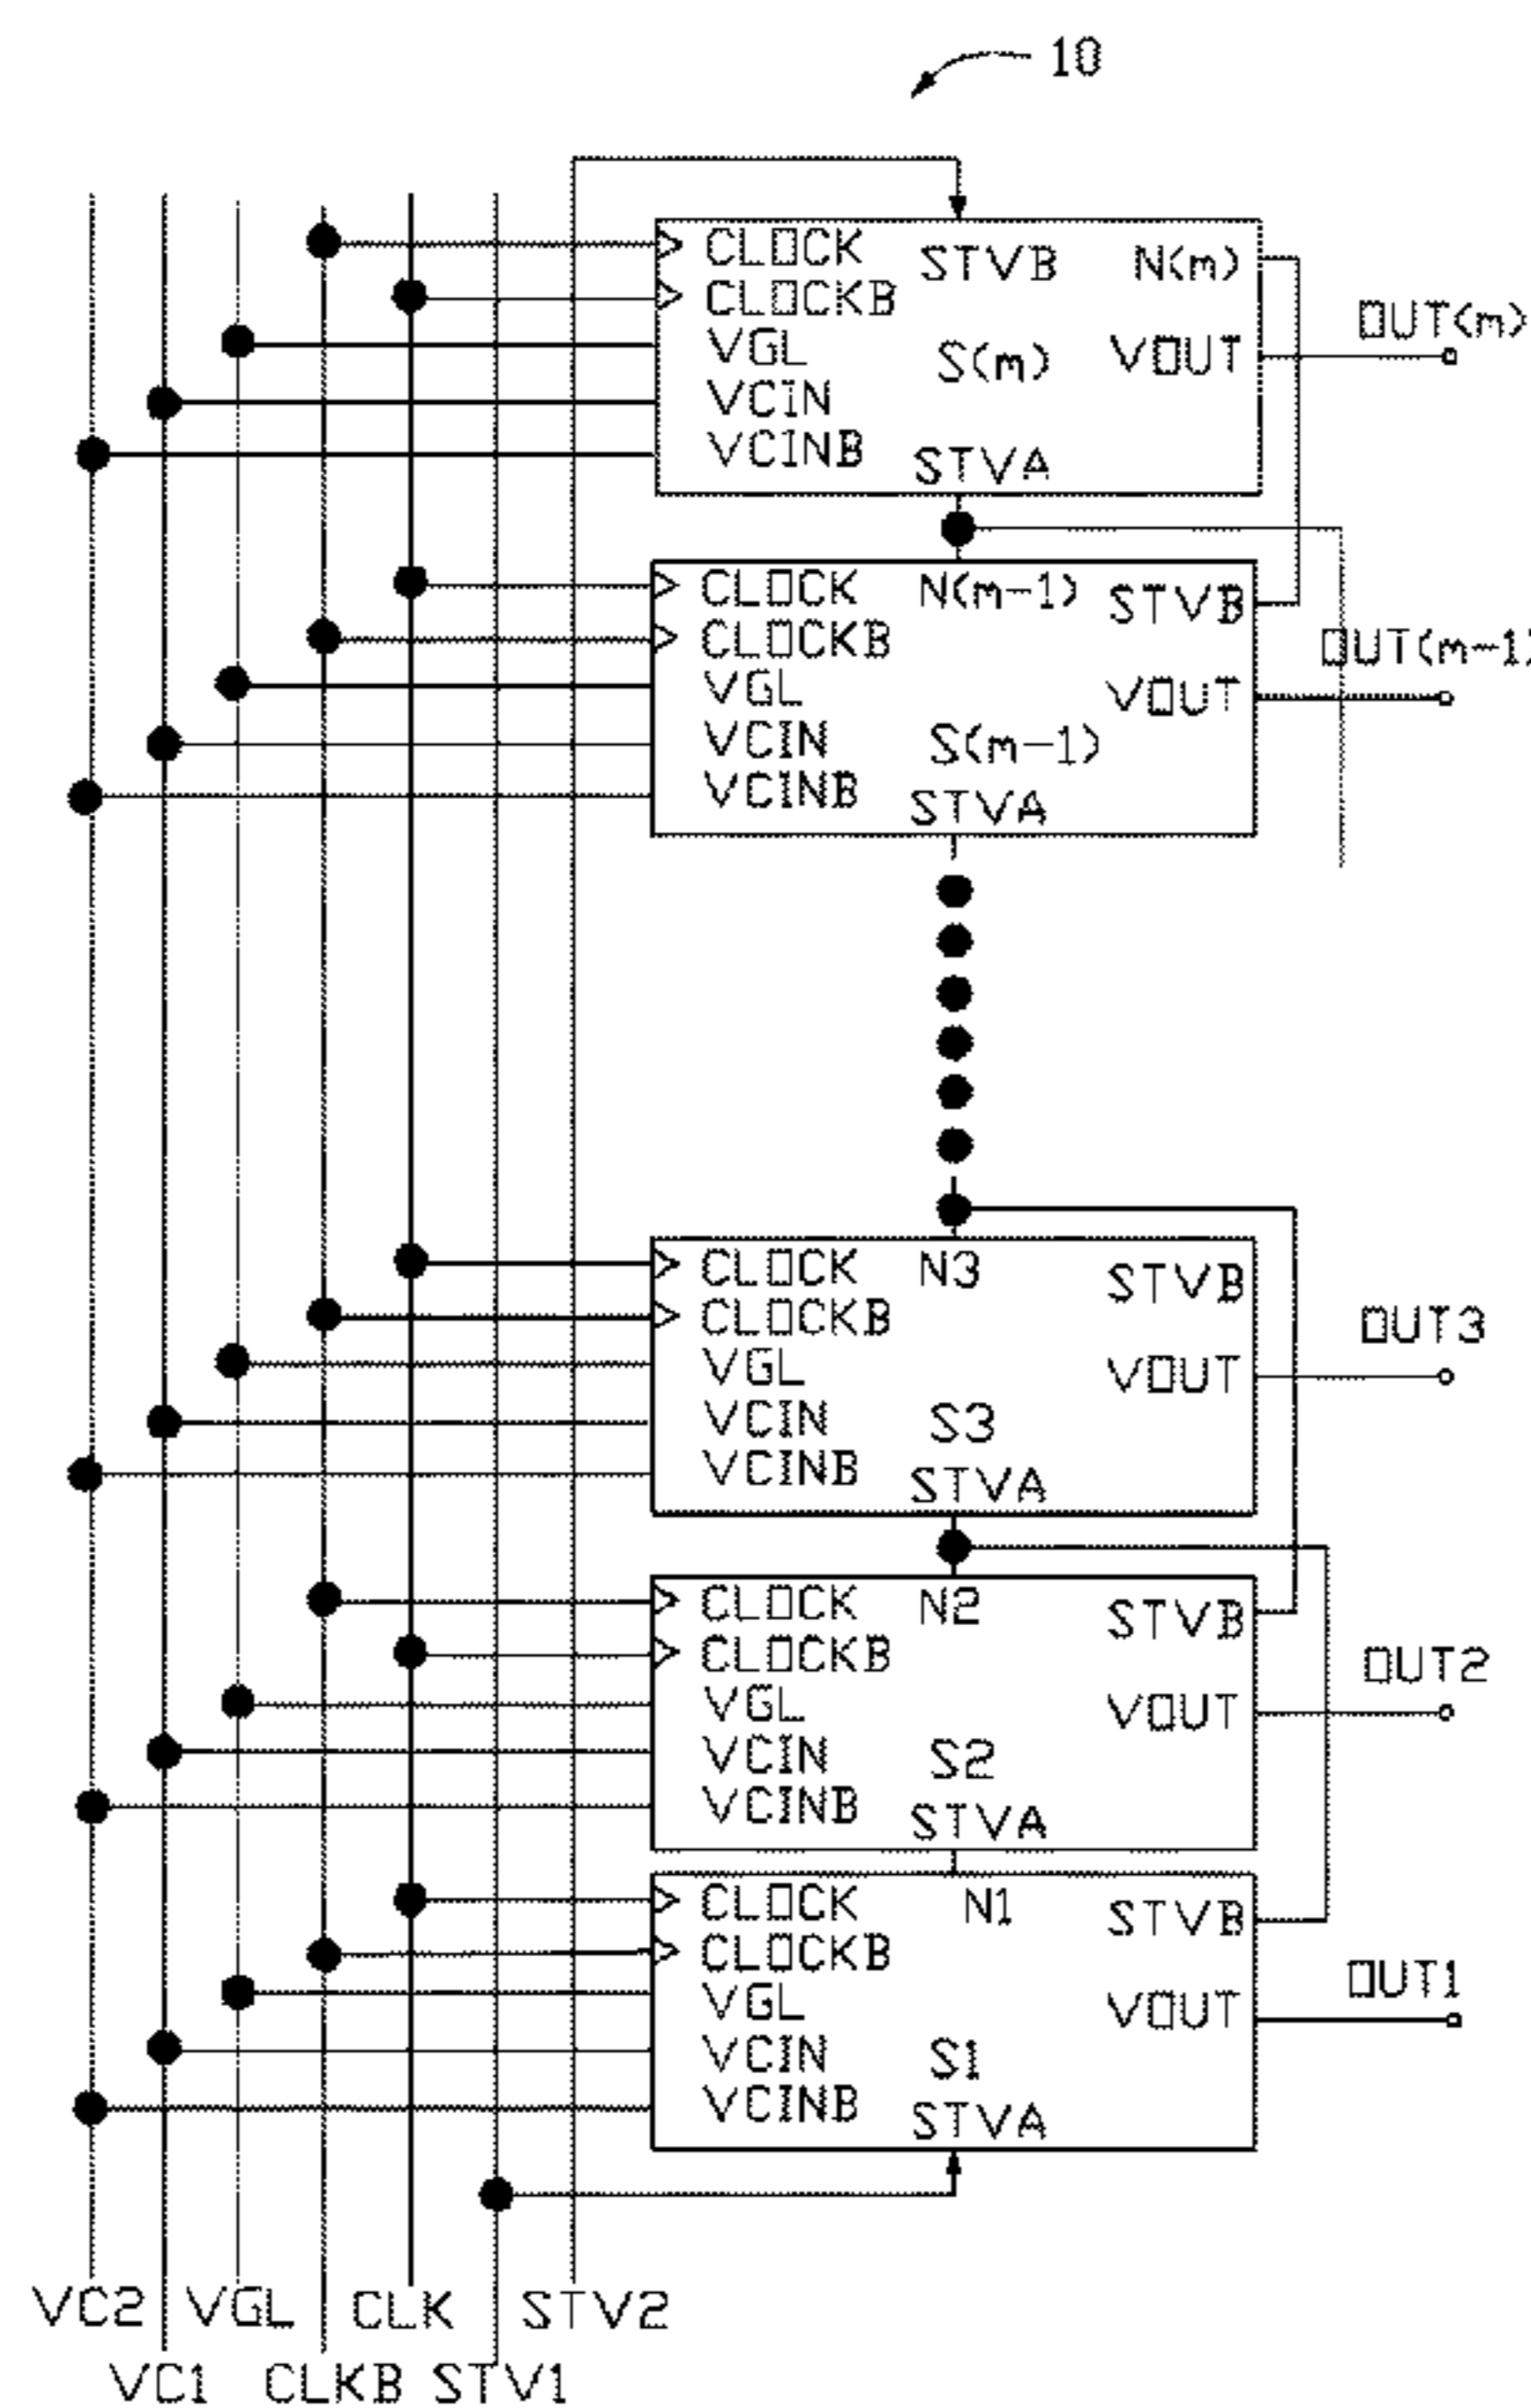 10
CLOCK STVB N(m)
CLOCKB
OUT(m)
VGL S(m) VOUT
VCIN
VCINB STVA
CLOCK N(m-1) STVB
CLOCKB
OUT(m-1)
VGL VOUT
VCIN S(m-1)
VCINB STVA
CLOCK N3 STVB
CLOCKB
OUT3
VGL VOUT
VCIN S3
VCINB STVA
CLOCK N2 STVB
CLOCKB
OUT2
VGL VOUT
VCIN S2
VCINB STVA
CLOCK N1 STVB
CLOCKB
OUT1
VGL VOUT
VCIN S1
VCINB STVA
VC2 VGL CLK STV2
VC1 CLKB STV1